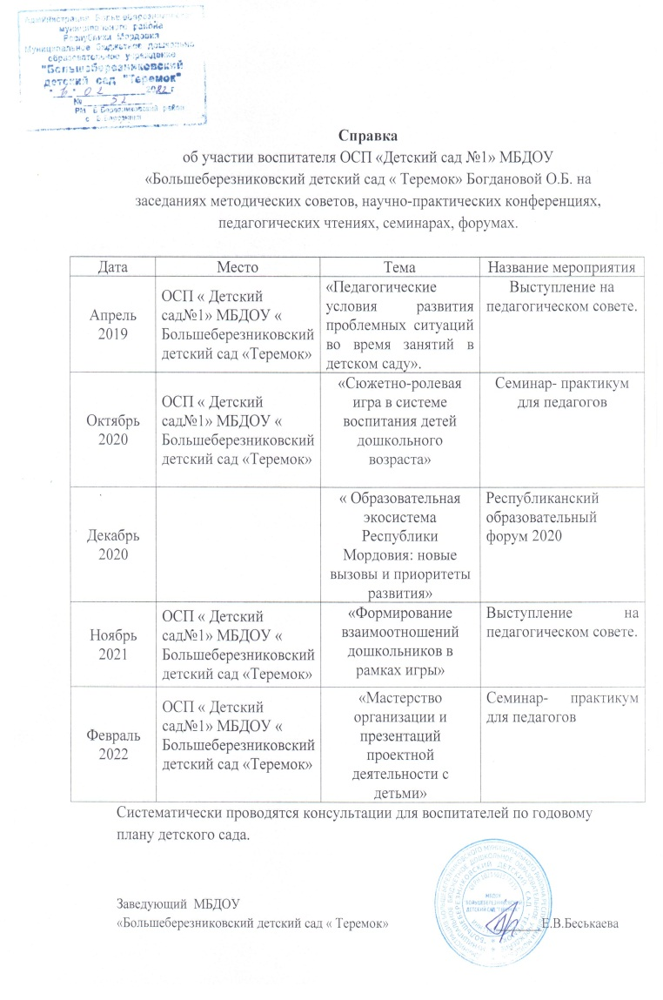 Администрация Большеберезниковского
муниципального района
Республики Мордовия
Муниципальное бюджетное дошкольное
образовательное учреждение
"Большеберезниковский
детский сад "Теремок"
№ 52
РМ Б.Березниковский район
с. Б.Березники
Справка
об участии воспитателя ОСП «Детский сад №1» МБДОУ
«Большеберезниковский детский сад « Теремок» Богдановой О.Б. на
заседаниях методических советов, научно-практических конференциях,
педагогических чтениях, семинарах, форумах.
Дата Место Тема Название мероприятия
Апрель
2019
ОСП « Детский
сад№1» МБДОУ «
Большеберезниковский
детский сад «Теремок»
«Педагогические
условия развития
проблемных ситуаций
во время занятий в
детском саду».
Выступление на
педагогическом совете.
Октябрь
2020
ОСП « Детский
сад№1» МБДОУ «
Большеберезниковский
детский сад «Теремок»
«Сюжетно-ролевая
игра в системе
воспитания детей
дошкольного
возраста»
Семинар- практикум
для педагогов
Декабрь
2020
« Образовательная
экосистема
Республики
Мордовия: новые
вызовы и приоритеты
развития»
Республиканский
образовательный
форум 2020
Ноябрь
2021
ОСП « Детский
сад№1» МБДОУ «
Большеберезниковский
детский сад «Теремок»
«Формирование
взаимоотношений
дошкольников в
рамках игры»
Выступление на
педагогическом совете.
Февраль
2022
ОСП « Детский
сад№1» МБДОУ «
Большеберезниковский
детский сад «Теремок»
«Мастерство
организации и
презентаций
проектной
деятельности с
детьми»
Семинар- практикум
для педагогов
Систематически проводятся консультации для воспитателей по годовому
плану детского сада.
Заведующий МБДОУ
«Большеберезниковский детский сад « Теремок» Е.В.Беськаева